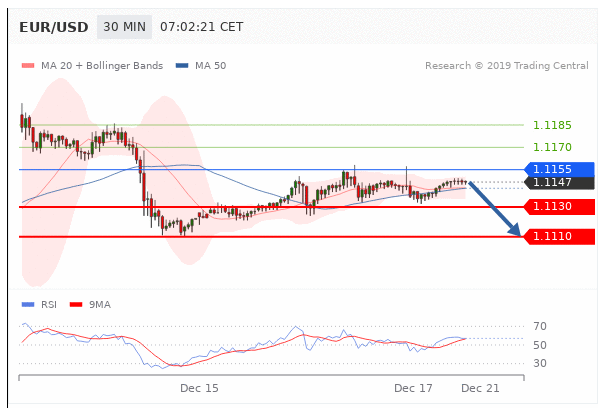 EUR/USD 30 MIN 07:02:21 CET
MA 20 + Bollinger Bands MA 50 Research © 2019 Trading Central
1.1185
1.1170
1.1155
1.1147
1.1130
1.1110
RSI 9MA
70
50
30
Dec 15 Dec 17 Dec 21